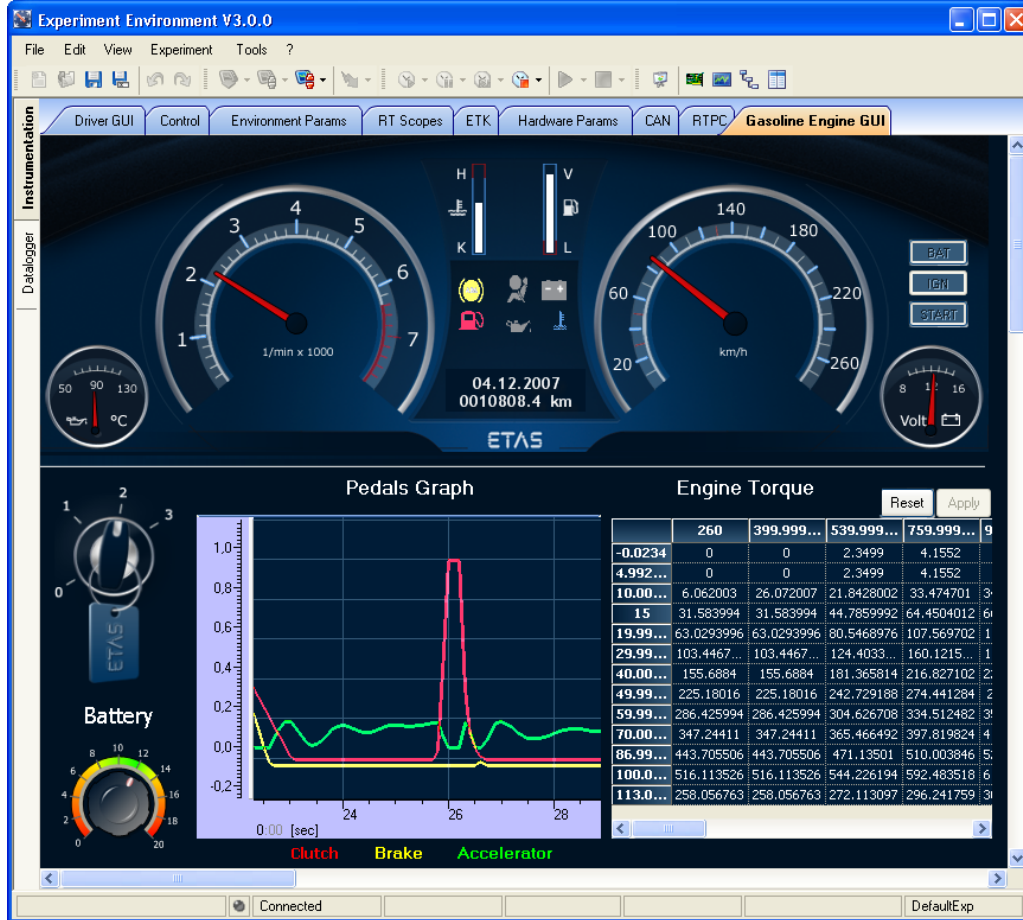 Experiment Environment V3.0.0
File Edit View Experiment Tools ?
Instrumentation
Datalogger
Driver GUI Control Environment Params RT Scopes ETK Hardware Params CAN RTPC Gasoline Engine GUI
1 2 3 4 5 6 7
1/min x 1000
50 90 130
°C
H V
K L
04.12.2007
0010808.4 km
ETAS
20 60 100 140 180 220 260
km/h
BAT
IGN
START
8 12 16
Volt
0 1 2 3
ETAS
Battery
0 2 4 6 8 10 12 14 16 18 20
Pedals Graph
1,0
0,8
0,6
0,4
0,2
0,0
-0,2
24 26 28
0:00 [sec]
Clutch Brake Accelerator
Engine Torque
Reset Apply
260 399.999... 539.999... 759.999... 9
-0.0234 0 0 2.3499 4.1552
4.992... 0 0 2.3499 4.1552
10.00... 6.062003 26.072007 21.8428002 33.474701
15 31.583994 31.583994 44.7859992 64.4504012
19.99... 63.0293996 63.0293996 80.5468976 107.569702 1
29.99... 103.4467... 103.4467... 124.4033... 160.1215... 1
40.00... 155.6884 155.6884 181.365814 216.827102
49.99... 225.18016 225.18016 242.729188 274.441284
59.99... 286.425994 286.425994 304.626708 334.512482
70.00... 347.24411 347.24411 365.466492 397.819824 4
86.99... 443.705506 443.705506 471.13501 510.003846
100.0... 516.113526 516.113526 544.226194 592.483518 6
113.0... 258.056763 258.056763 272.113097 296.241759
Connected DefaultExp